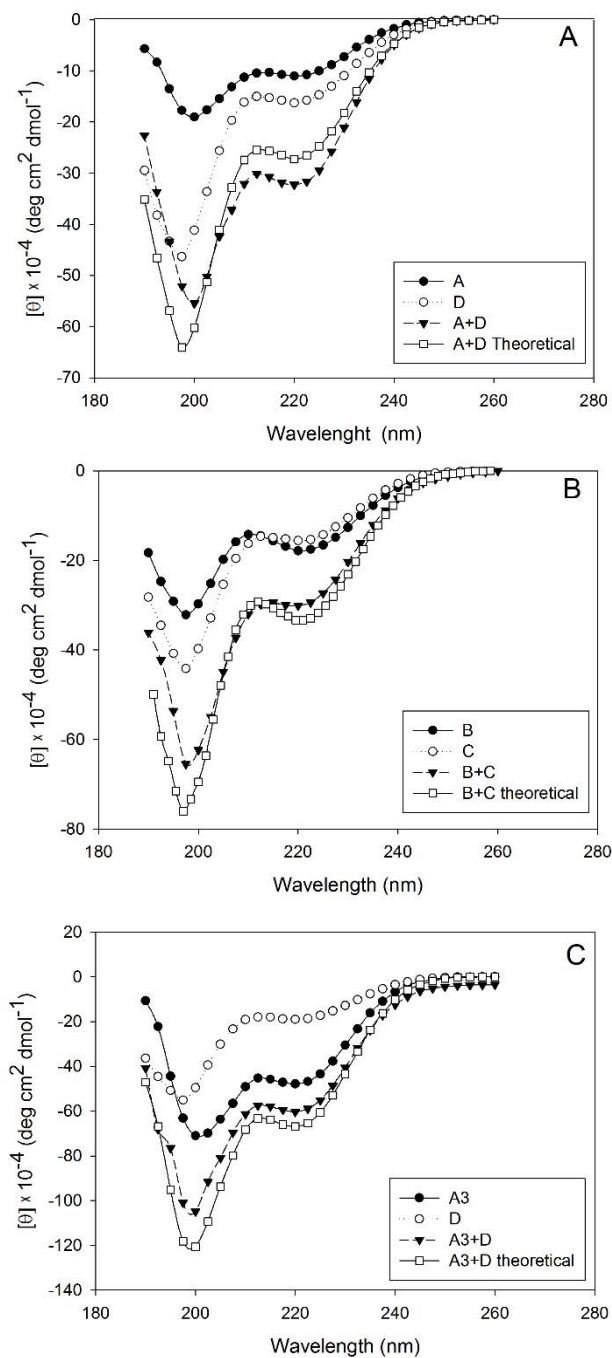 A
0
-10
-20
-30
-40
-50
-60
-70
[θ] x 10⁻⁴ (deg cm² dmol⁻¹)
A
D
A+D
A+D Theoretical
180 200 220 240 260 280
Wavelenght (nm)
B
0
-20
-40
-60
-80
[θ] x 10⁻⁴ (deg cm² dmol⁻¹)
B
C
B+C
B+C theoretical
180 200 220 240 260 280
Wavelength (nm)
C
20
0
-20
-40
-60
-80
-100
-120
-140
[θ] x 10⁻⁴ (deg cm² dmol⁻¹)
A3
D
A3+D
A3+D theoretical
180 200 220 240 260 280
Wavelength (nm)